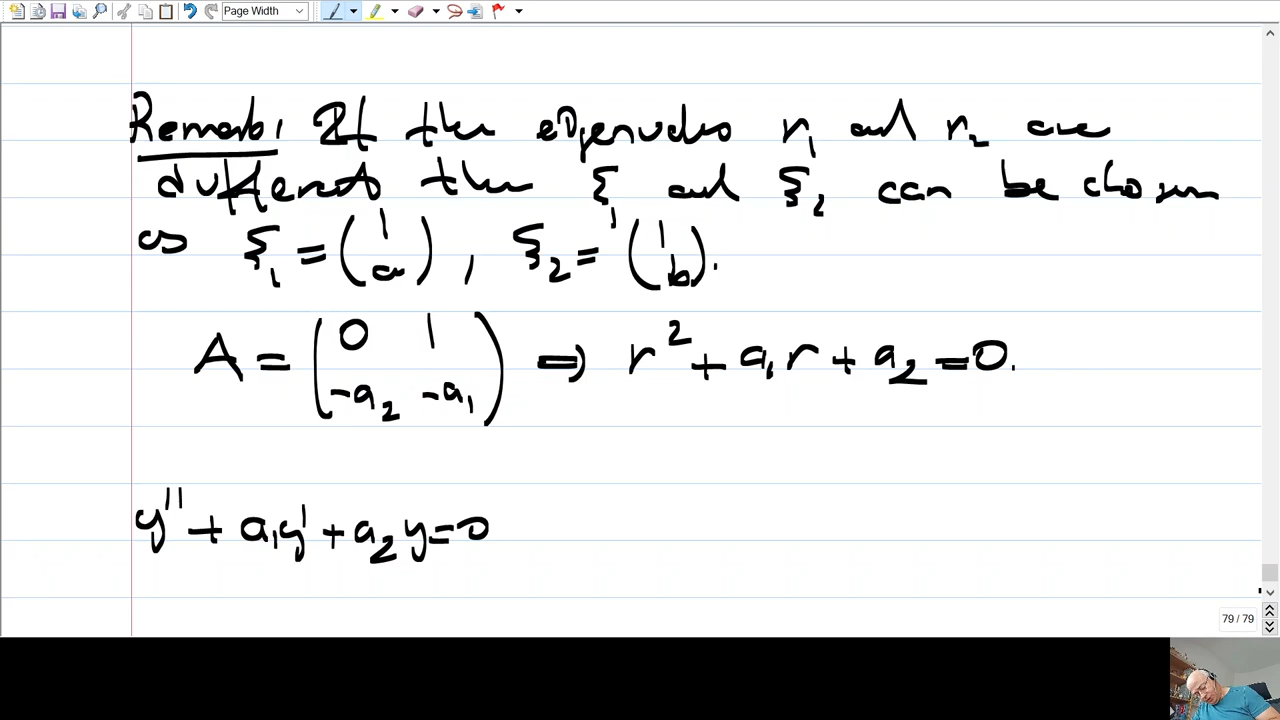 Page Width
Remark: If the eigenvalues r₁ and r₂ are
different then ξ₁ and ξ₂ can be chosen
as ξ₁ = (1 a), ξ₂ = (1 b).
A = (0 1 -a₂ -a₁) ⇒ r² + a₁r + a₂ = 0.
y'' + a₁y' + a₂y = 0
79 / 79